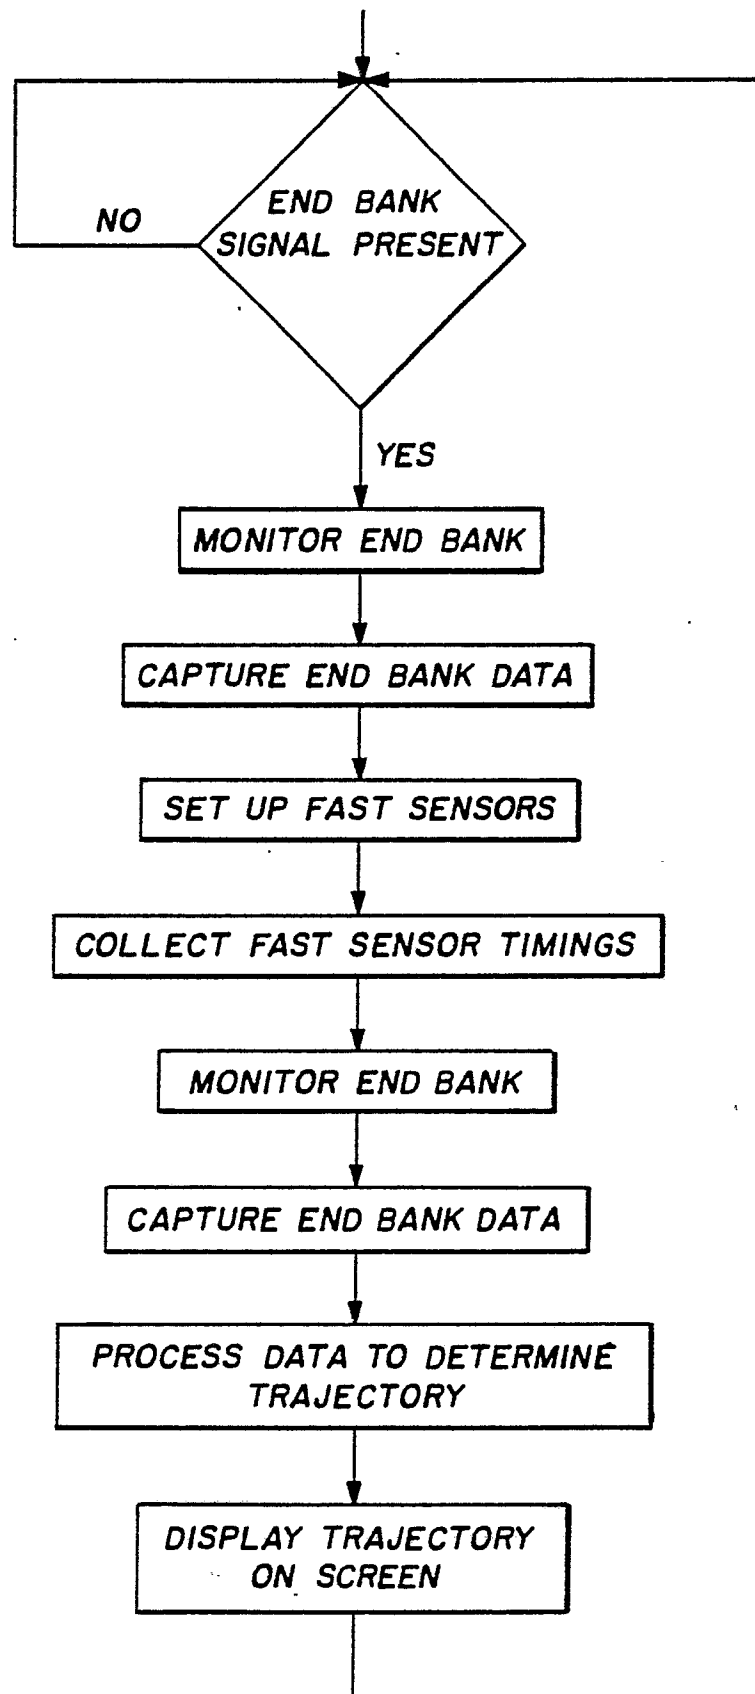 END BANK
SIGNAL PRESENT
NO
YES
MONITOR END BANK
CAPTURE END BANK DATA
SET UP FAST SENSORS
COLLECT FAST SENSOR TIMINGS
MONITOR END BANK
CAPTURE END BANK DATA
PROCESS DATA TO DETERMINE
TRAJECTORY
DISPLAY TRAJECTORY
ON SCREEN